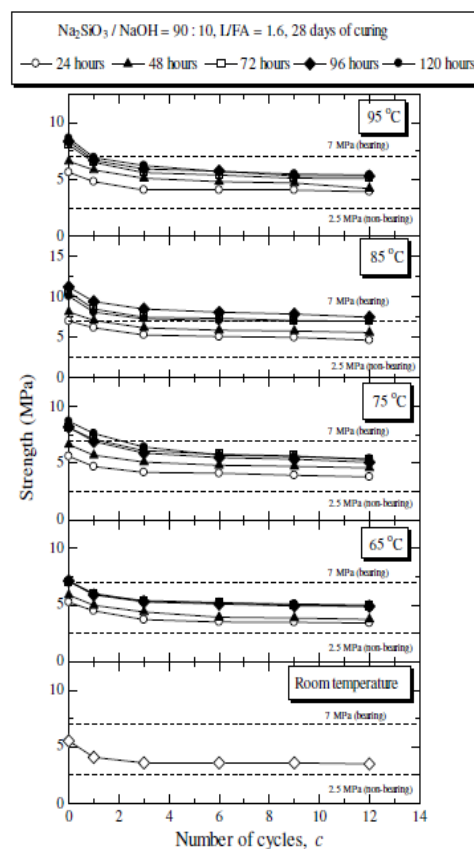 Na₂SiO₃ / NaOH = 90 : 10, L/FA = 1.6, 28 days of curing
24 hours 48 hours 72 hours 96 hours 120 hours
95 °C
10
7 MPa (bearing)
5
2.5 MPa (non-bearing)
0
85 °C
15
10
7 MPa (bearing)
5
2.5 MPa (non-bearing)
0
75 °C
10
7 MPa (bearing)
5
2.5 MPa (non-bearing)
0
65 °C
10
7 MPa (bearing)
5
2.5 MPa (non-bearing)
0
Room temperature
10
7 MPa (bearing)
5
2.5 MPa (non-bearing)
0
0 2 4 6 8 10 12 14
Strength (MPa)
Number of cycles, c